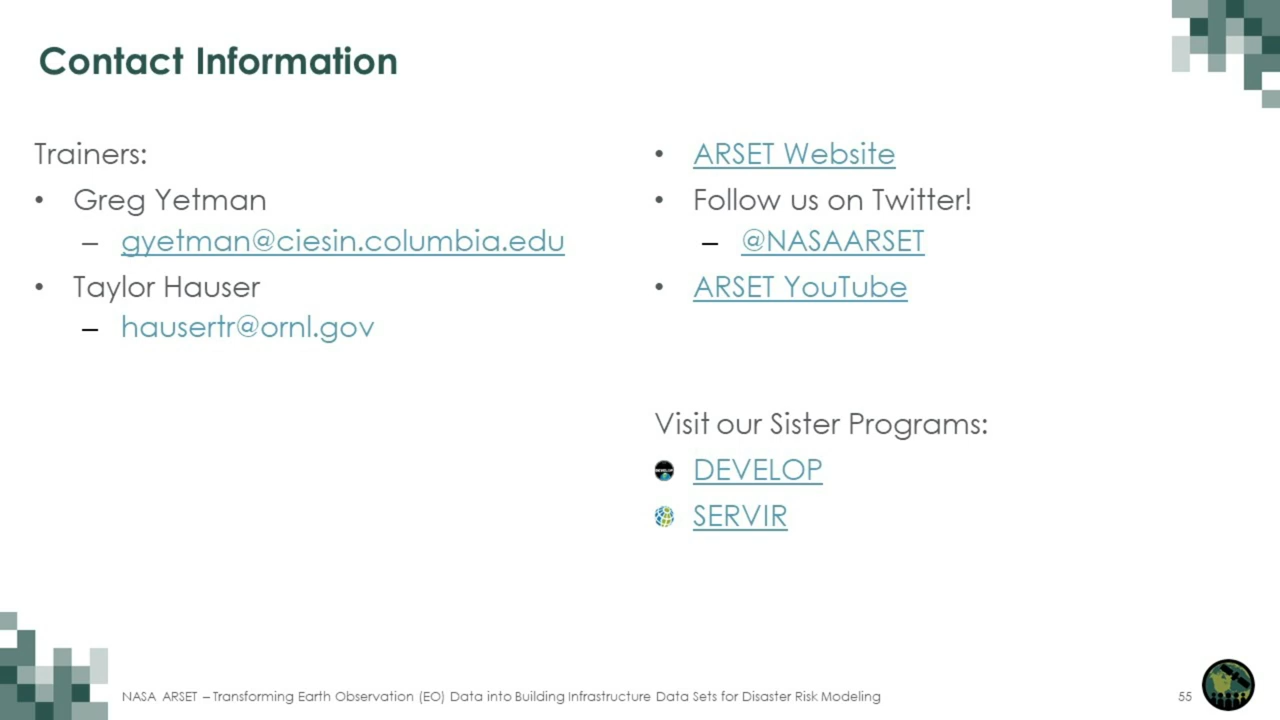 Contact Information
Trainers:
• Greg Yetman
– gyetman@ciesin.columbia.edu
• Taylor Hauser
– hausertr@ornl.gov
• ARSET Website
• Follow us on Twitter!
– @NASAARSET
• ARSET YouTube
Visit our Sister Programs:
DEVELOP
SERVIR
NASA ARSET – Transforming Earth Observation (EO) Data into Building Infrastructure Data Sets for Disaster Risk Modeling
55